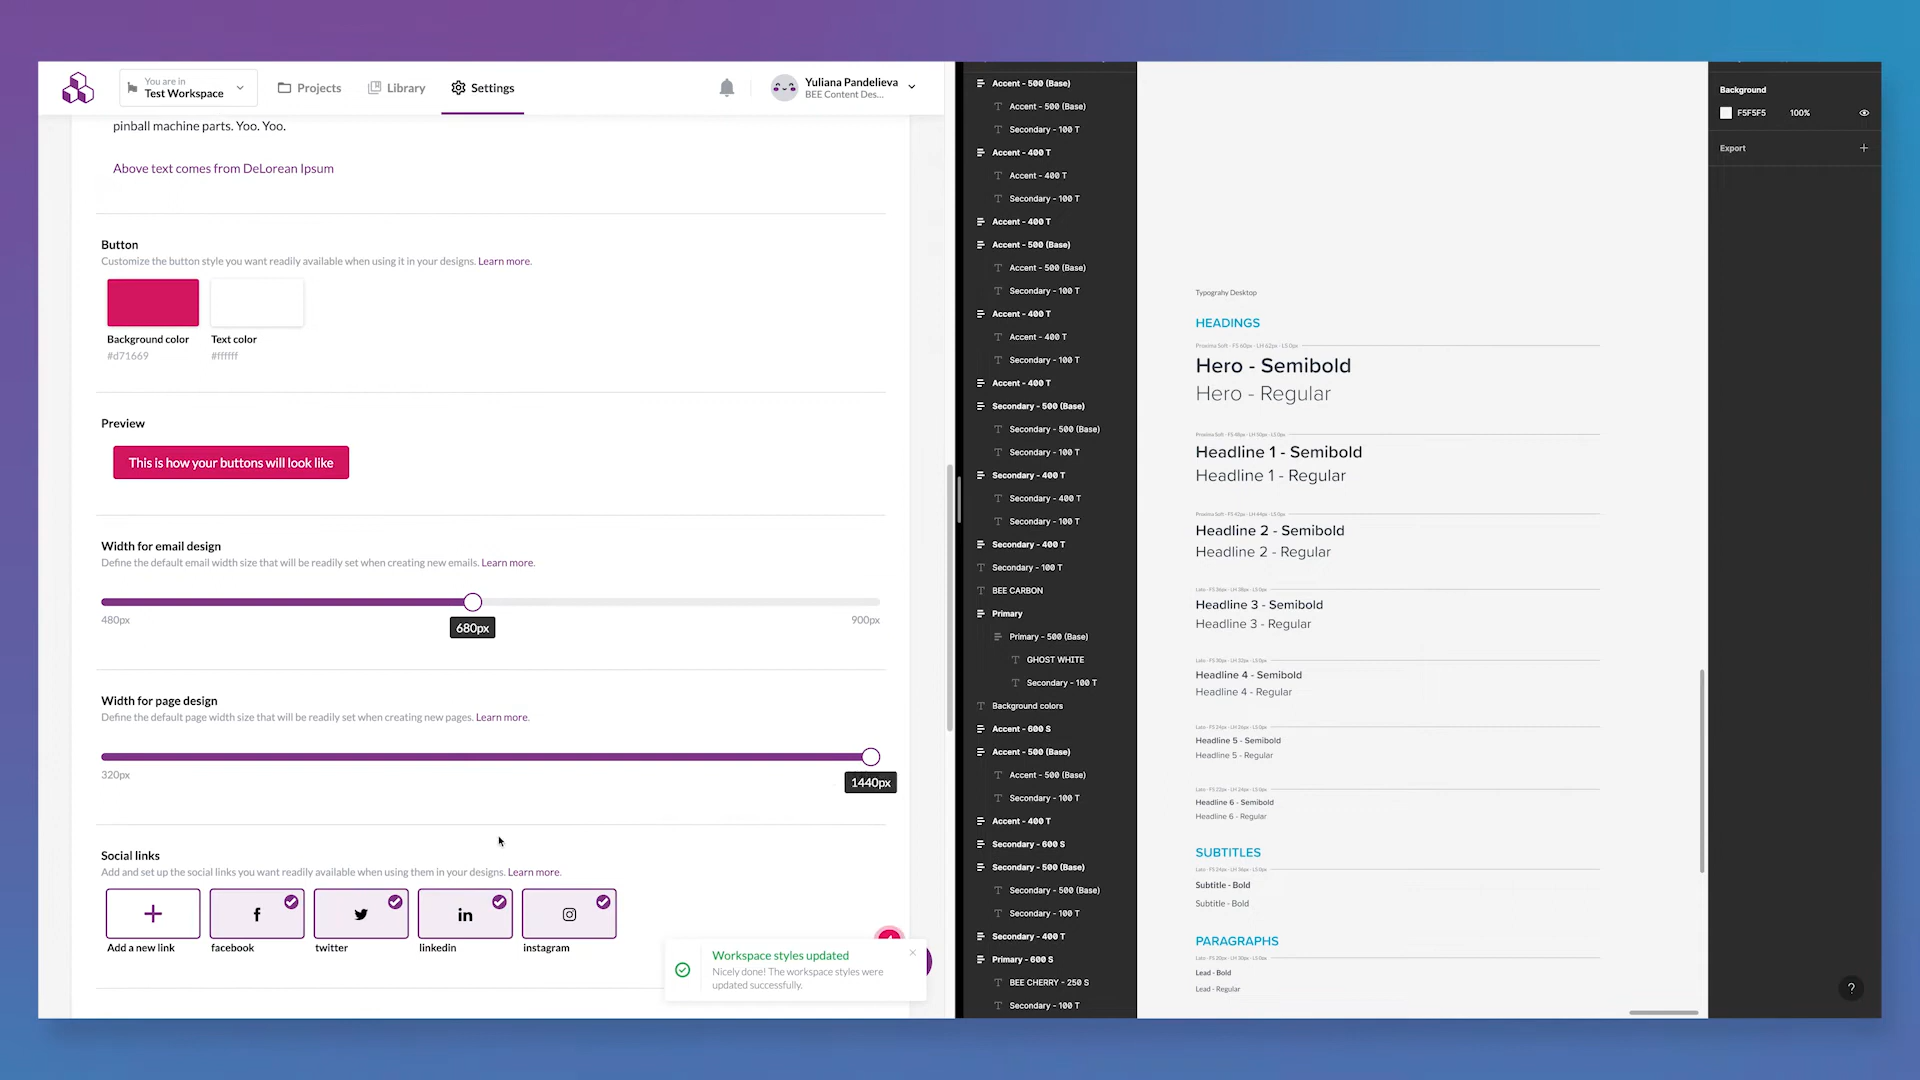 You are in
Test Workspace
Projects
Library
Settings
Yuliana Pandelieva
BEE Content Des...
pinball machine parts. Yoo. Yoo.
Above text comes from DeLorean Ipsum
Button
Customize the button style you want readily available when using it in your designs. Learn more.
Background color
#d71669
Text color
#ffffff
Preview
This is how your buttons will look like
Width for email design
Define the default email width size that will be readily set when creating new emails. Learn more.
480px
680px
900px
Width for page design
Define the default page width size that will be readily set when creating new pages. Learn more.
320px
1440px
Social links
Add and set up the social links you want readily available when using them in your designs. Learn more.
Add a new link
facebook
twitter
linkedin
instagram
Workspace styles updated
Nicely done! The workspace styles were
updated successfully.
Accent - 500 (Base)
Accent - 500 (Base)
Secondary - 100 T
Accent - 400 T
Accent - 400 T
Secondary - 100 T
Accent - 400 T
Accent - 500 (Base)
Accent - 500 (Base)
Secondary - 100 T
Accent - 400 T
Accent - 400 T
Secondary - 100 T
Accent - 400 T
Secondary - 500 (Base)
Secondary - 500 (Base)
Secondary - 100 T
Secondary - 400 T
Secondary - 400 T
Secondary - 100 T
Secondary - 400 T
Secondary - 100 T
BEE CARBON
Primary
Primary - 500 (Base)
GHOST WHITE
Secondary - 100 T
Background colors
Accent - 600 S
Accent - 500 (Base)
Accent - 500 (Base)
Secondary - 100 T
Accent - 400 T
Secondary - 600 S
Secondary - 500 (Base)
Secondary - 500 (Base)
Secondary - 100 T
Secondary - 400 T
Primary - 600 S
BEE CHERRY - 250 S
Secondary - 100 T
Typograhy Desktop
HEADINGS
Proxima Soft - FS 60px - LH 62px - LS 0px
Hero - Semibold
Hero - Regular
Headline 1 - Semibold
Headline 1 - Regular
Headline 2 - Semibold
Headline 2 - Regular
Headline 3 - Semibold
Headline 3 - Regular
Headline 4 - Semibold
Headline 4 - Regular
Headline 5 - Semibold
Headline 5 - Regular
Headline 6 - Semibold
Headline 6 - Regular
SUBTITLES
Subtitle - Bold
Subtitle - Bold
PARAGRAPHS
Lead - Bold
Lead - Regular
Background
F5F5F5 100%
Export
?